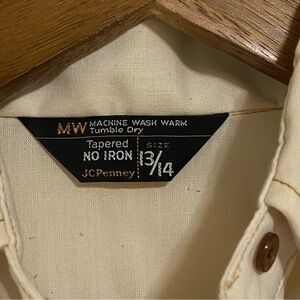 MW MACHINE WASH WARM
Tumble Dry
Tapered
NO IRON
JCPenney
SIZE
13/14